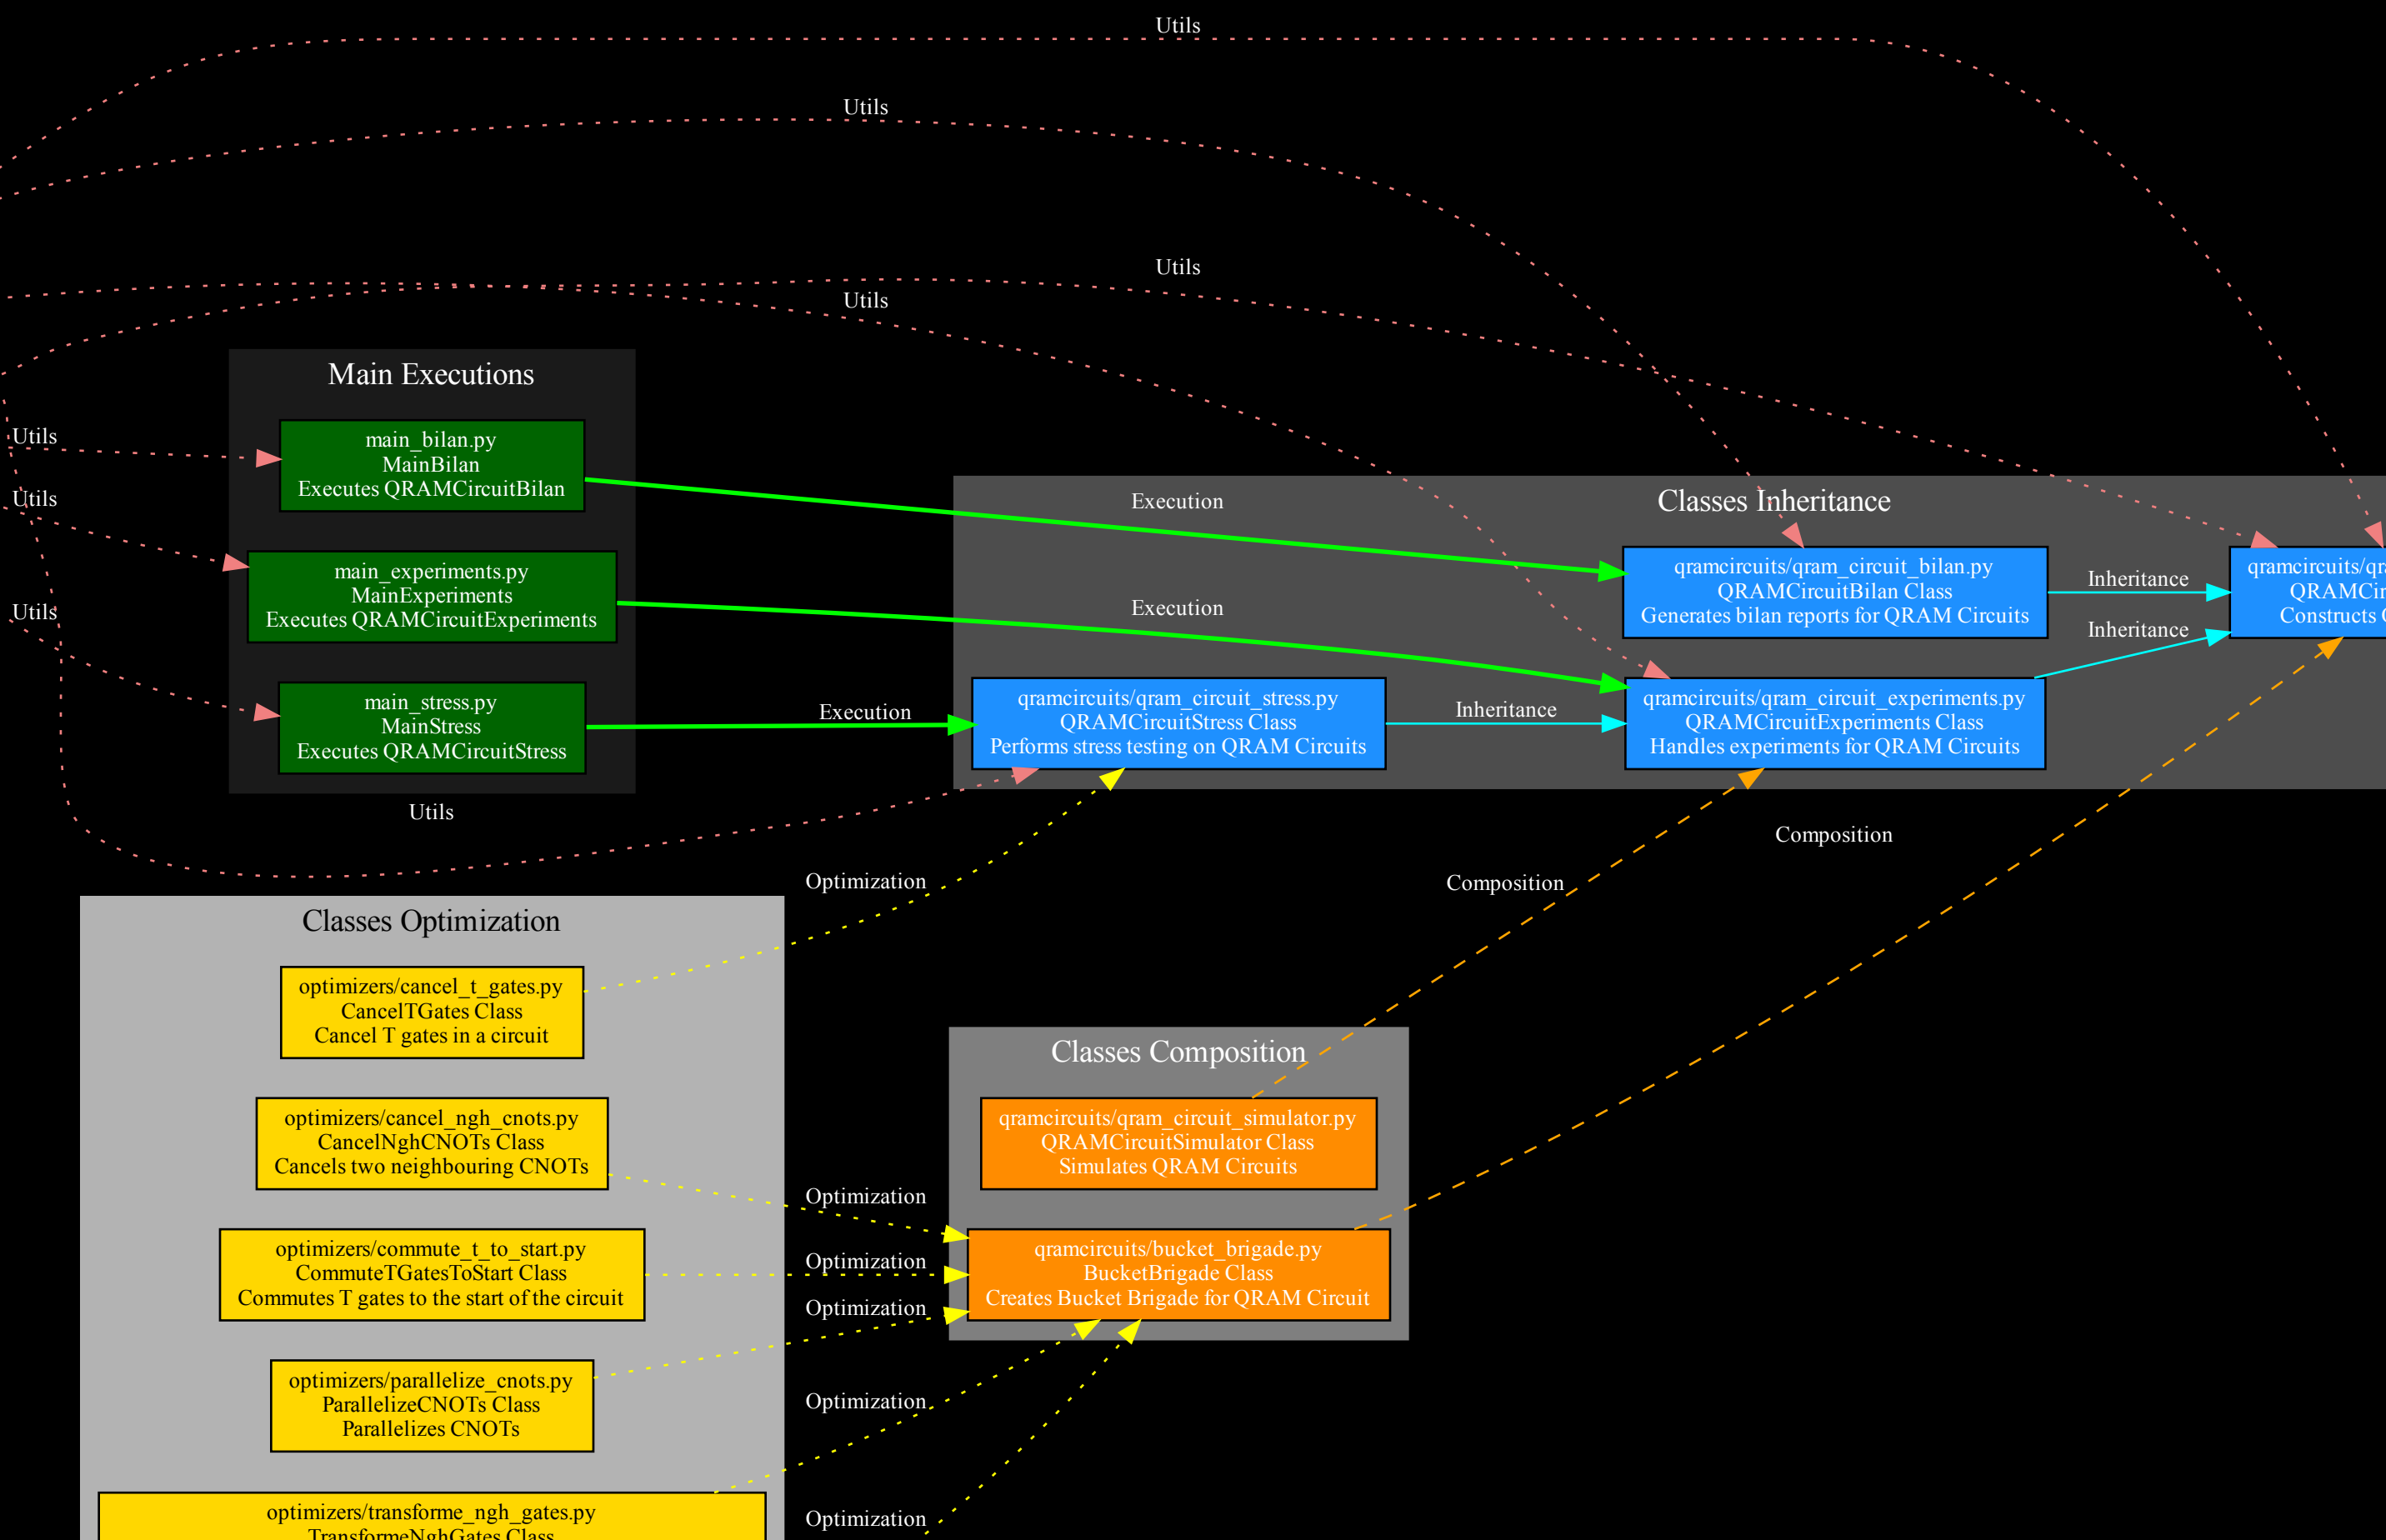 Utils
Utils
Utils
Utils
Main Executions
main_bilan.py
MainBilan
Executes QRAMCircuitBilan
main_experiments.py
MainExperiments
Executes QRAMCircuitExperiments
main_stress.py
MainStress
Executes QRAMCircuitStress
Utils
Utils
Utils
Utils
Execution
Execution
Execution
Classes Inheritance
qramcircuits/qram_circuit_bilan.py
QRAMCircuitBilan Class
Generates bilan reports for QRAM Circuits
Inheritance
Inheritance
qramcircuits/qra
QRAMCir
Constructs
qramcircuits/qram_circuit_stress.py
QRAMCircuitStress Class
Performs stress testing on QRAM Circuits
Inheritance
qramcircuits/qram_circuit_experiments.py
QRAMCircuitExperiments Class
Handles experiments for QRAM Circuits
Composition
Composition
Optimization
Classes Optimization
optimizers/cancel_t_gates.py
CancelTGates Class
Cancel T gates in a circuit
optimizers/cancel_ngh_cnots.py
CancelNghCNOTs Class
Cancels two neighbouring CNOTs
optimizers/commute_t_to_start.py
CommuteTGatesToStart Class
Commutes T gates to the start of the circuit
optimizers/parallelize_cnots.py
ParallelizeCNOTs Class
Parallelizes CNOTs
optimizers/transforme_ngh_gates.py
TransformeNghGates Class
Optimization
Optimization
Optimization
Optimization
Optimization
Classes Composition
qramcircuits/qram_circuit_simulator.py
QRAMCircuitSimulator Class
Simulates QRAM Circuits
qramcircuits/bucket_brigade.py
BucketBrigade Class
Creates Bucket Brigade for QRAM Circuit